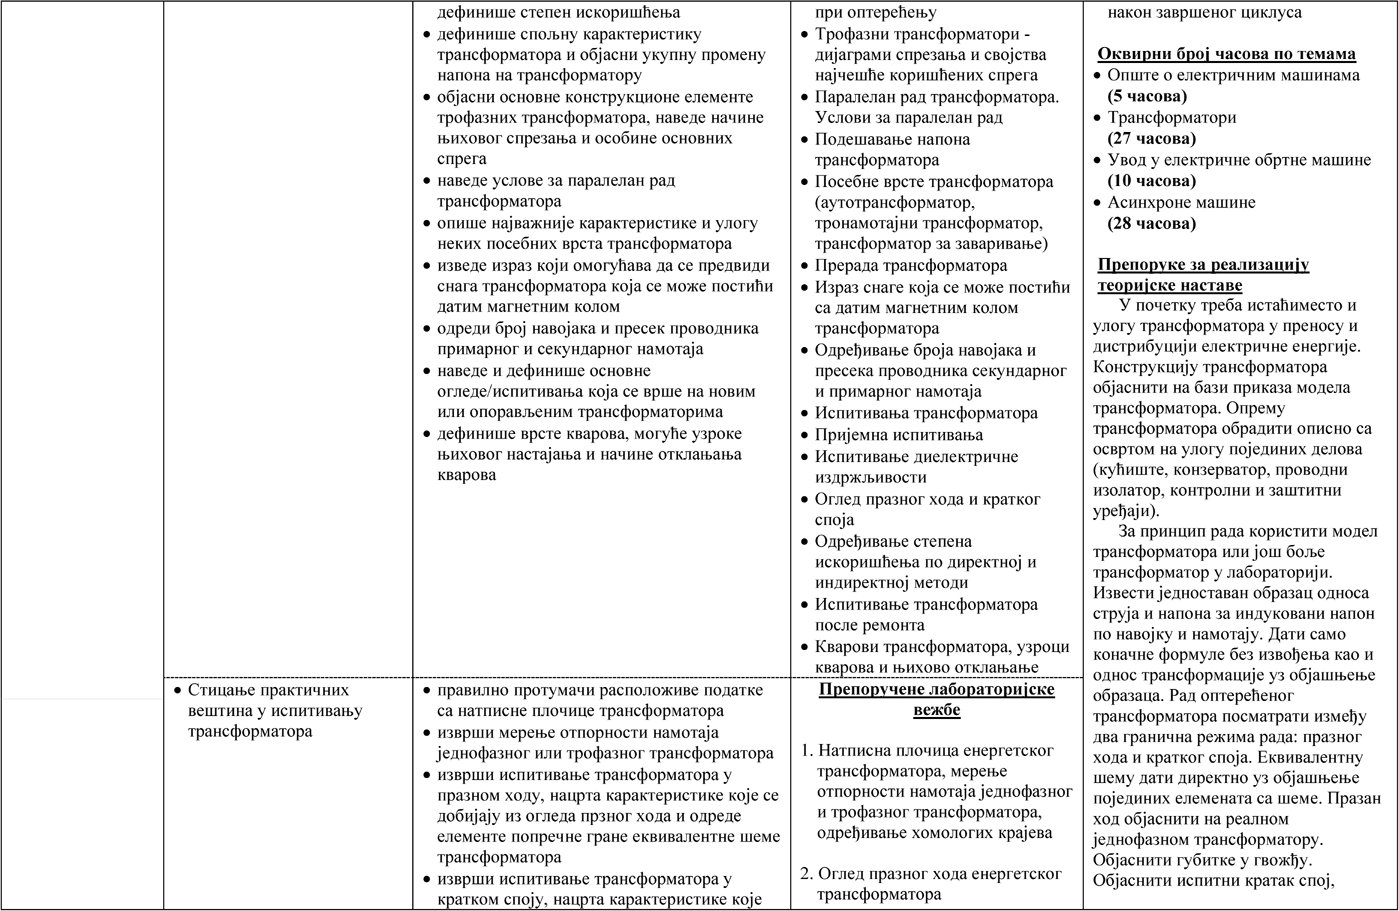 дефинише степен искоришћења
• дефинише спољну карактеристику
трансформатора и објасни укупну промену
напона на трансформатору
• објасни основне конструкционе елементе
трофазних трансформатора, наведе начине
њиховог спрезања и особине основних
спрега
• наведе услове за паралелан рад
трансформатора
• опише најважније карактеристике и улогу
неких посебних врста трансформатора
• изведе израз који омогућава да се предвиди
снага трансформатора која се може постићи
датим магнетним колом
• одреди број навојака и пресек проводника
примарног и секундарног намотаја
• наведе и дефинише основне
огледе/испитивања која се врше на новим
или опорављеним трансформаторима
• дефинише врсте кварова, могуће узроке
њиховог настајања и начине отклањања
кварова
при оптерећењу
• Трофазни трансформатори -
дијаграми спрезања и својства
најчешће коришћених спрега
• Паралелан рад трансформатора.
Услови за паралелан рад
• Подешавање напона
трансформатора
• Посебне врсте трансформатора
(аутотрансформатор,
тронамотајни трансформатор,
трансформатор за заваривање)
• Прерада трансформатора
• Израз снаге која се може постићи
са датим магнетним колом
трансформатора
• Одређивање броја навојака и
пресека проводника секундарног
и примарног намотаја
• Испитивања трансформатора
• Пријемна испитивања
• Испитивање диелектричне
издржљивости
• Оглед празног хода и кратког
споја
• Одређивање степена
искоришћења по директној и
индиректној методи
• Испитивање трансформатора
после ремонта
• Кварови трансформатора, узроци
кварова и њихово отклањање
• Стицање практичних
вештина у испитивању
трансформатора
• правилно протумачи расположиве податке
са натписне плочице трансформатора
• изврши мерење отпорности намотаја
једнофазног или трофазног трансформатора
• изврши испитивање трансформатора у
празном ходу, нацрта карактеристике које се
добијају из огледа прзног хода и одреде
елементе попречне гране еквивалентне шеме
трансформатора
• изврши испитивање трансформатора у
кратком споју, нацрта карактеристике које
Препоручене лабораторијске
вежбе
1. Натписна плочица енергетског
трансформатора, мерење
отпорности намотаја једнофазног
и трофазног трансформатора,
одређивање хомологих крајева
2. Оглед празног хода енергетског
трансформатора
након завршеног циклуса
Оквирни број часова по темама
• Опште о електричним машинама
(5 часова)
• Трансформатори
(27 часова)
• Увод у електричне обртне машине
(10 часова)
• Асинхроне машине
(28 часова)
Препоруке за реализацију
теоријске наставе
У почетку треба истаћиместо и
улогу трансформатора у преносу и
дистрибуцији електричне енергије.
Конструкцију трансформатора
објаснити на бази приказа модела
трансформатора. Опрему
трансформатора обрадити описно са
освртом на улогу појединих делова
(кућиште, конзерватор, проводни
изолатор, контролни и заштитни
уређаји).
За принцип рада користити модел
трансформатора или још боље
трансформатор у лабораторији.
Извести једноставан образац односа
струја и напона за индуковани напон
по навојку и намотају. Дати само
коначне формуле без извођења као и
однос трансформације уз објашњење
образаца. Рад оптерећеног
трансформатора посматрати између
два гранична режима рада: празног
хода и кратког споја. Еквивалентну
шему дати директно уз објашњење
појединих елемената са шеме. Празан
ход објаснити на реалном
једнофазном трансформатору.
Објаснити губитке у гвожђу.
Објаснити испитни кратак спој,